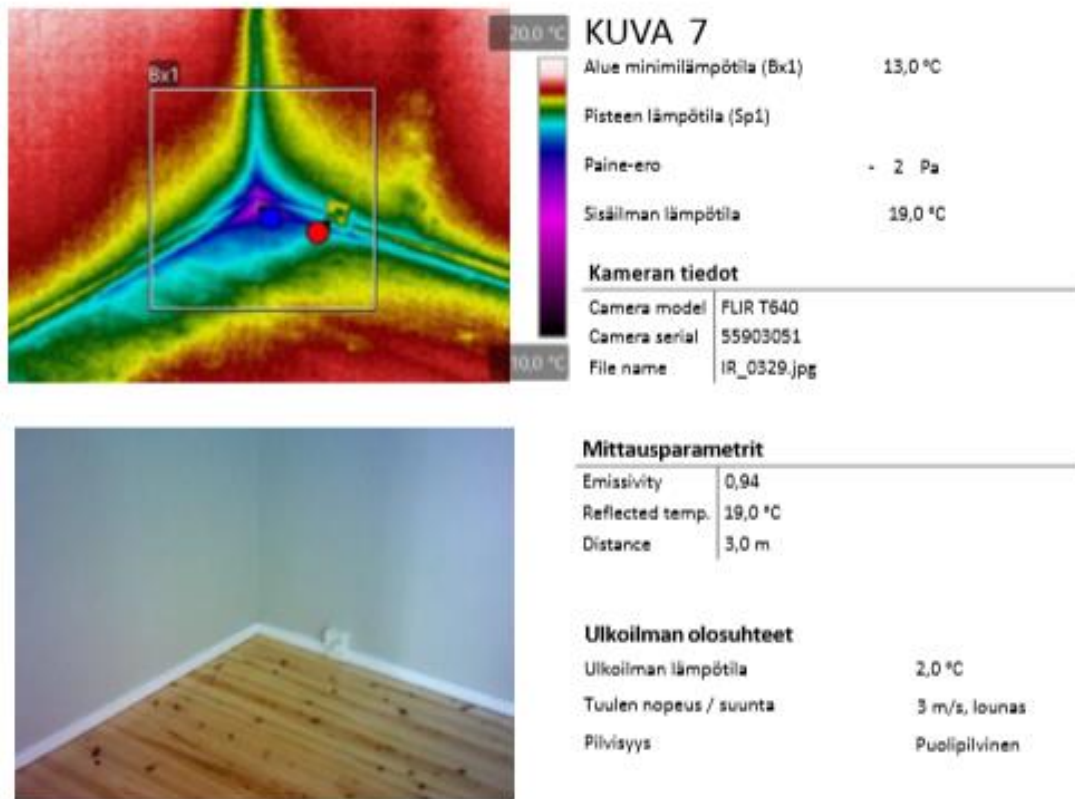 20.0 °C
Bx1
10.0 °C
KUVA 7
Alue minimilämpötila (Bx1) 13,0 °C
Pisteen lämpötila (Sp1)
Paine-ero - 2 Pa
Sisäilman lämpötila 19,0 °C
Kameran tiedot
Camera model FLIR T640
Camera serial 55903051
File name IR_0329.jpg
Mittausparametrit
Emissivity 0,94
Reflected temp. 19,0 °C
Distance 3,0 m
Ulkoilman olosuhteet
Ulkoilman lämpötila 2,0 °C
Tuulen nopeus / suunta 3 m/s, lounas
Pilvisyys Puolipilvinen